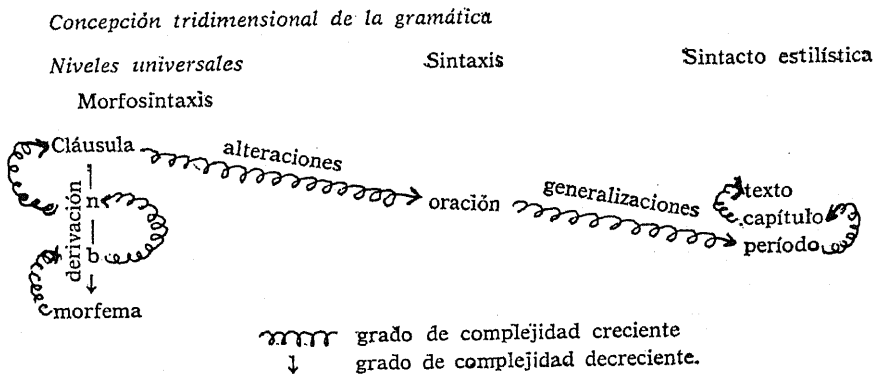 Concepción tridimensional de la gramática
Niveles universales
Sintaxis
Sintacto estilística
Morfosintaxis
Cláusula
alteraciones
derivación
n
b
morfema
oración
generalizaciones
texto
capítulo
período
grado de complejidad creciente
grado de complejidad decreciente.